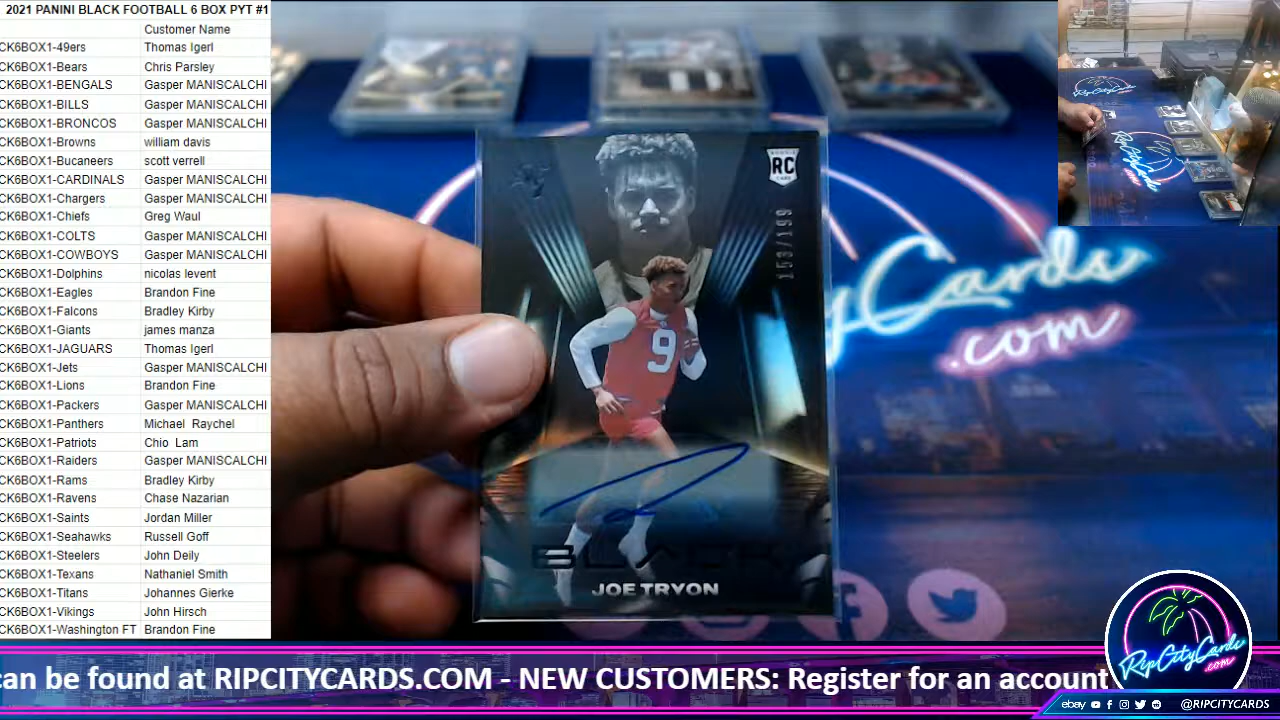 2021 PANINI BLACK FOOTBALL 6 BOX PYT #1
Customer Name
CK6BOX1-49ers Thomas Igerl
CK6BOX1-Bears Chris Parsley
CK6BOX1-BENGALS Gasper MANISCALCHI
CK6BOX1-BILLS Gasper MANISCALCHI
CK6BOX1-BRONCOS Gasper MANISCALCHI
CK6BOX1-Browns william davis
CK6BOX1-Bucaneers scott verrell
CK6BOX1-CARDINALS Gasper MANISCALCHI
CK6BOX1-Chargers Gasper MANISCALCHI
CK6BOX1-Chiefs Greg Waul
CK6BOX1-COLTS Gasper MANISCALCHI
CK6BOX1-COWBOYS Gasper MANISCALCHI
CK6BOX1-Dolphins nicolas levent
CK6BOX1-Eagles Brandon Fine
CK6BOX1-Falcons Bradley Kirby
CK6BOX1-Giants james manza
CK6BOX1-JAGUARS Thomas Igerl
CK6BOX1-Jets Gasper MANISCALCHI
CK6BOX1-Lions Brandon Fine
CK6BOX1-Packers Gasper MANISCALCHI
CK6BOX1-Panthers Michael Raychel
CK6BOX1-Patriots Chio Lam
CK6BOX1-Raiders Gasper MANISCALCHI
CK6BOX1-Rams Bradley Kirby
CK6BOX1-Ravens Chase Nazarian
CK6BOX1-Saints Jordan Miller
CK6BOX1-Seahawks Russell Goff
CK6BOX1-Steelers John Deily
CK6BOX1-Texans Nathaniel Smith
CK6BOX1-Titans Johannes Gierke
CK6BOX1-Vikings John Hirsch
CK6BOX1-Washington FT Brandon Fine
RC
153/199
9
BLACK
JOE TRYON
yCards
.com
can be found at RIPCITYCARDS.COM - NEW CUSTOMERS: Register for an account
RipCityCards
.com
ebay @RIPCITYCARDS